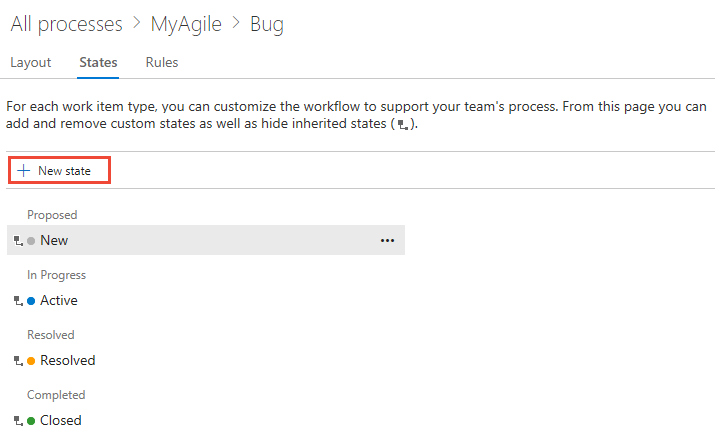 All processes > MyAgile > Bug
Layout States Rules
For each work item type, you can customize the workflow to support your team's process. From this page you can
add and remove custom states as well as hide inherited states ( ).
+ New state
Proposed
New ...
In Progress
Active
Resolved
Resolved
Completed
Closed